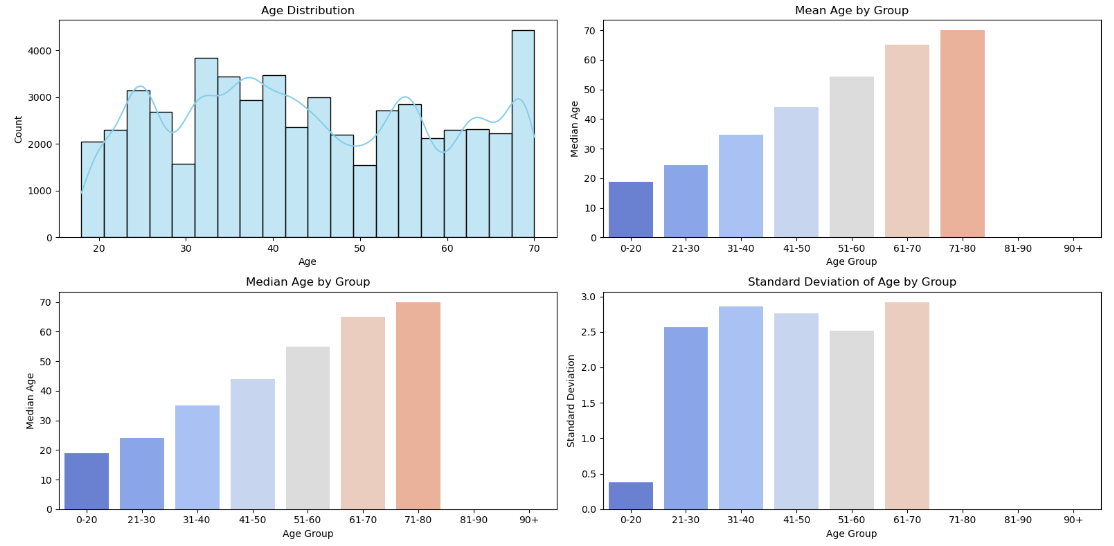 Age Distribution
4000
3000
2000
1000
0
Count
20 30 40 50 60 70
Age
Mean Age by Group
70
60
50
40
30
20
10
0
Median Age
0-20 21-30 31-40 41-50 51-60 61-70 71-80 81-90 90+
Age Group
Median Age by Group
70
60
50
40
30
20
10
0
Median Age
0-20 21-30 31-40 41-50 51-60 61-70 71-80 81-90 90+
Age Group
Standard Deviation of Age by Group
3.0
2.5
2.0
1.5
1.0
0.5
0.0
Standard Deviation
0-20 21-30 31-40 41-50 51-60 61-70 71-80 81-90 90+
Age Group